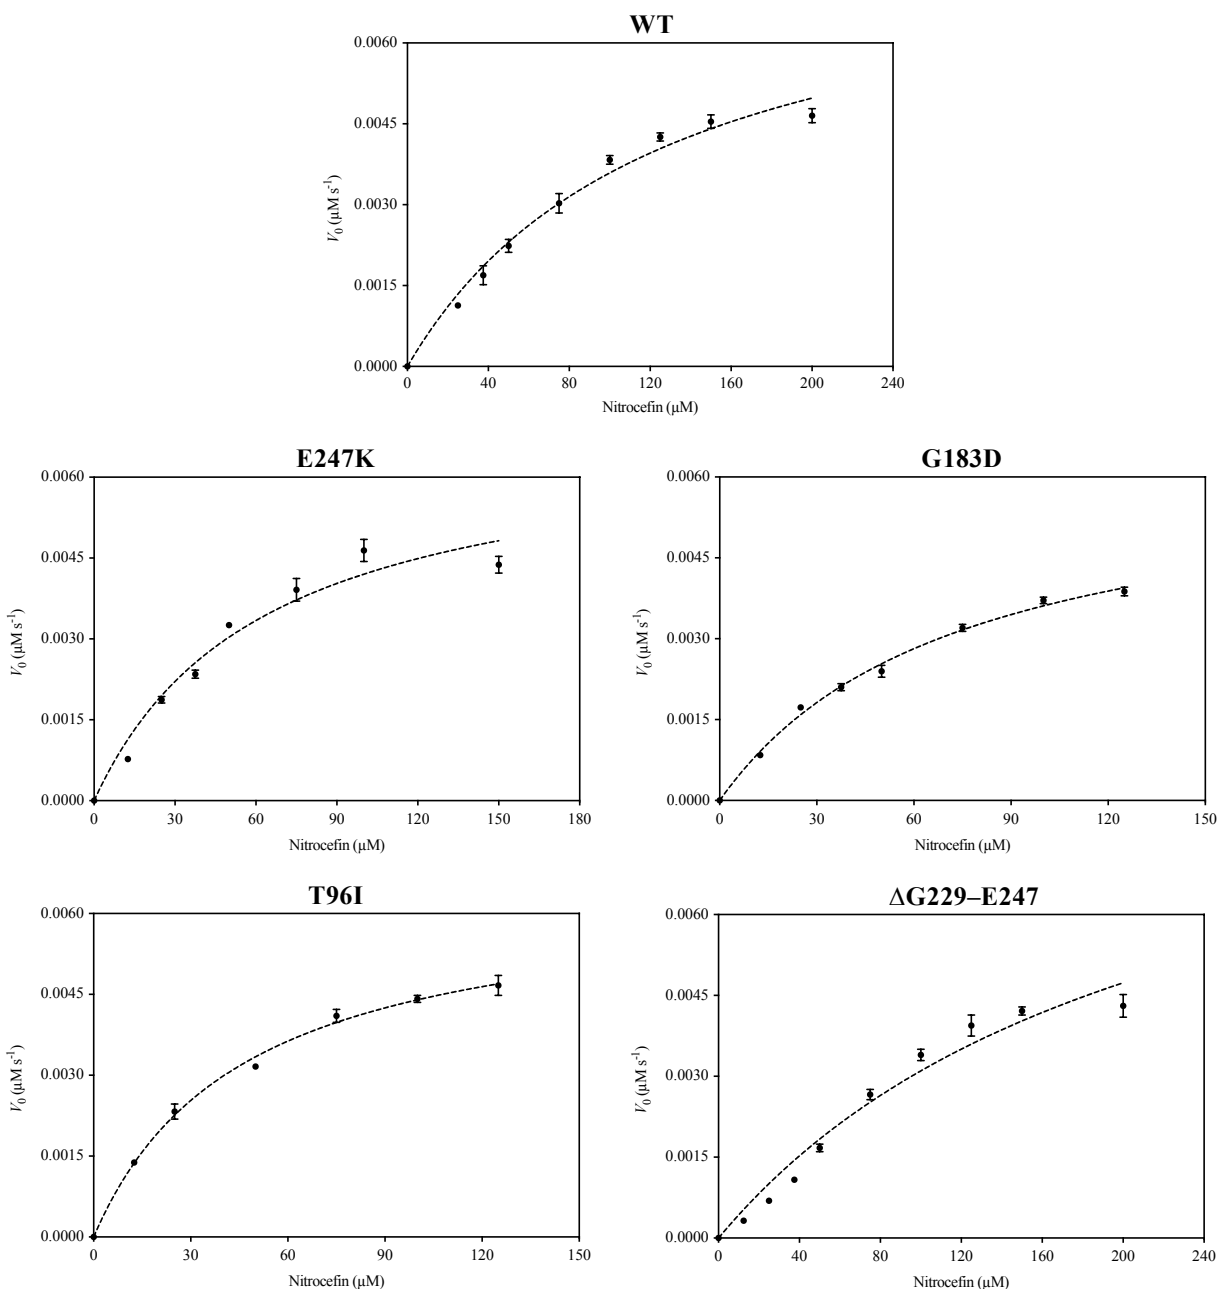 WT
0.0060
0.0045
0.0030
0.0015
0.0000
V0 (µM s-1)
0 40 80 120 160 200 240
Nitrocefin (µM)
E247K
0.0060
0.0045
0.0030
0.0015
0.0000
V0 (µM s-1)
0 30 60 90 120 150 180
Nitrocefin (µM)
G183D
0.0060
0.0045
0.0030
0.0015
0.0000
V0 (µM s-1)
0 30 60 90 120 150
Nitrocefin (µM)
T96I
0.0060
0.0045
0.0030
0.0015
0.0000
V0 (µM s-1)
0 30 60 90 120 150
Nitrocefin (µM)
ΔG229–E247
0.0060
0.0045
0.0030
0.0015
0.0000
V0 (µM s-1)
0 40 80 120 160 200 240
Nitrocefin (µM)